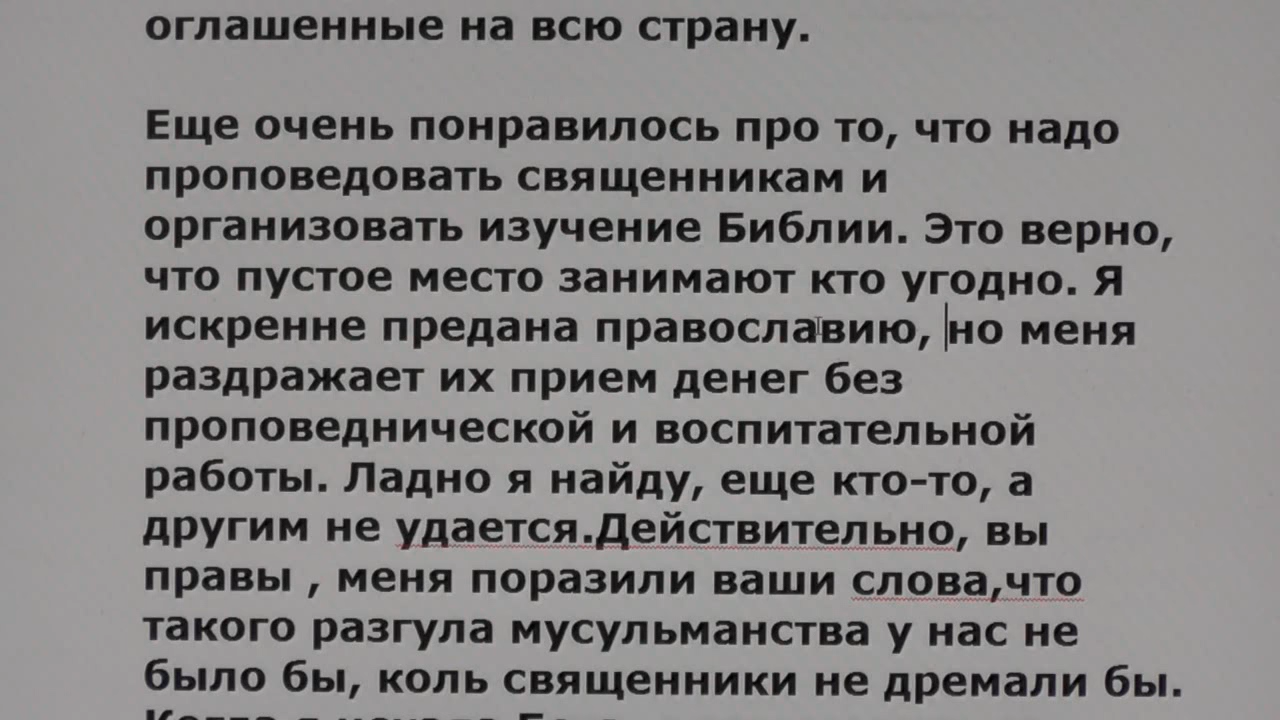 оглашенные на всю страну.
Еще очень понравилось про то, что надо
проповедовать священникам и
организовать изучение Библии. Это верно,
что пустое место занимают кто угодно. Я
искренне предана православию, но меня
раздражает их прием денег без
проповеднической и воспитательной
работы. Ладно я найду, еще кто-то, а
другим не удается.Действительно, вы
правы , меня поразили ваши слова,что
такого разгула мусульманства у нас не
было бы, коль священники не дремали бы.